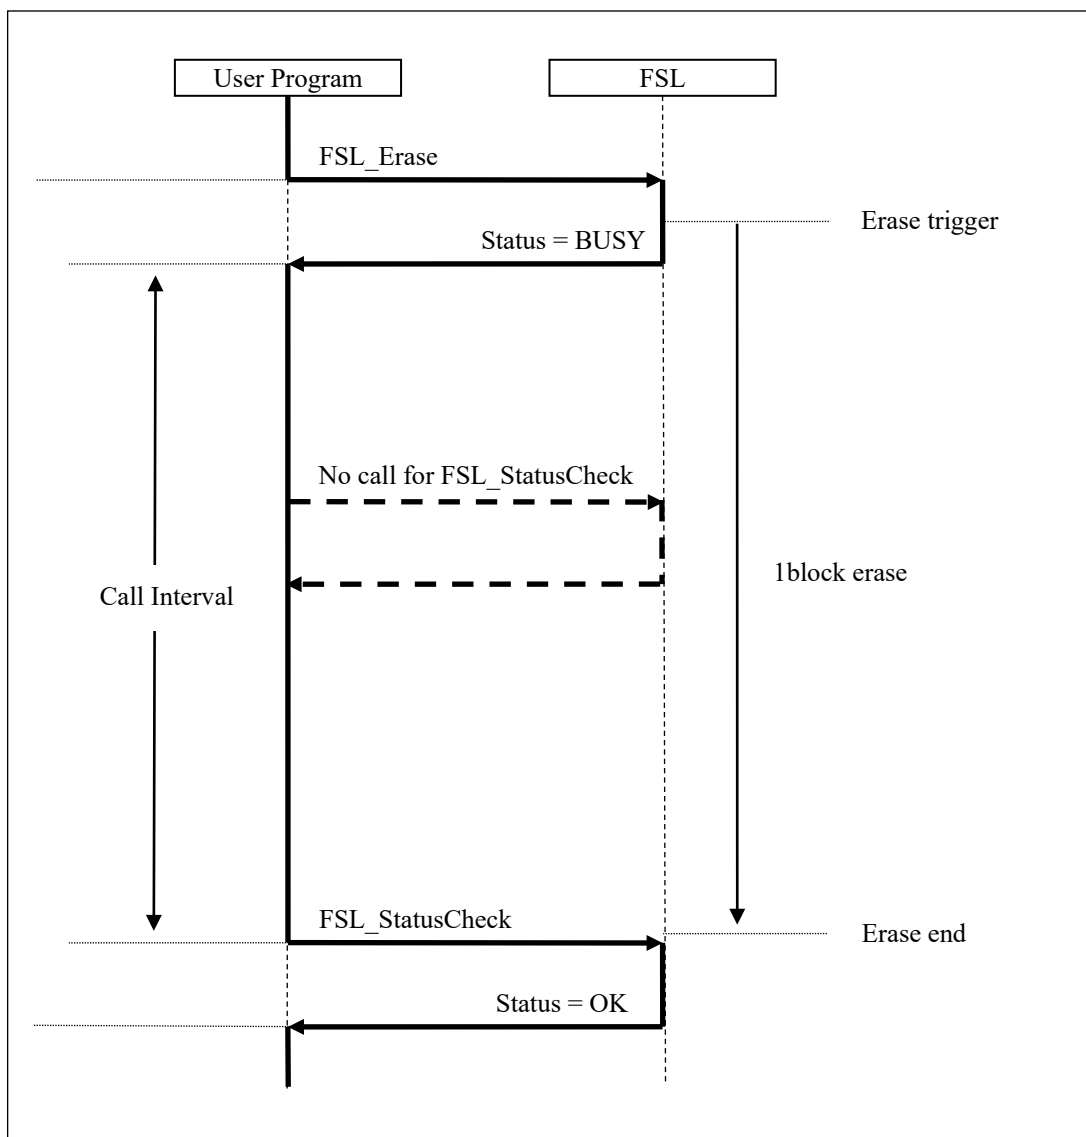 User Program
FSL
FSL_Erase
Erase trigger
Status = BUSY
No call for FSL_StatusCheck
1block erase
Call Interval
FSL_StatusCheck
Erase end
Status = OK